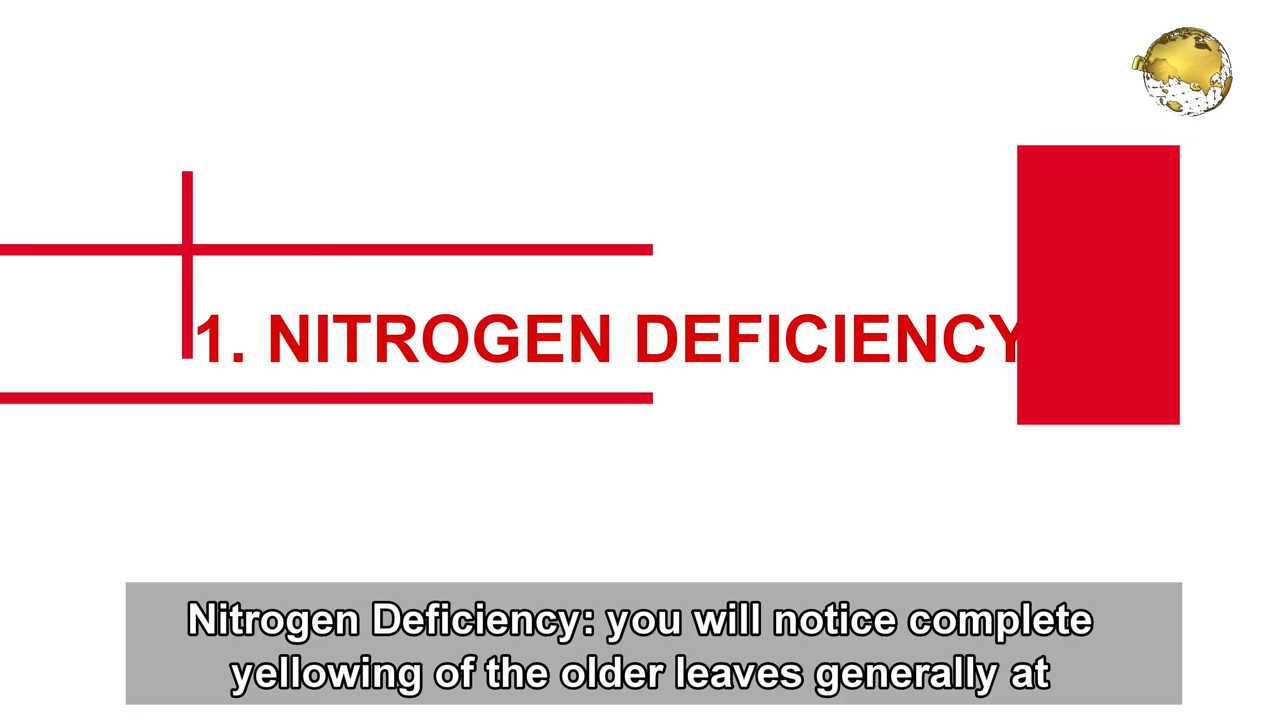 1. NITROGEN DEFICIENCY
Nitrogen Deficiency: you will notice complete
yellowing of the older leaves generally at